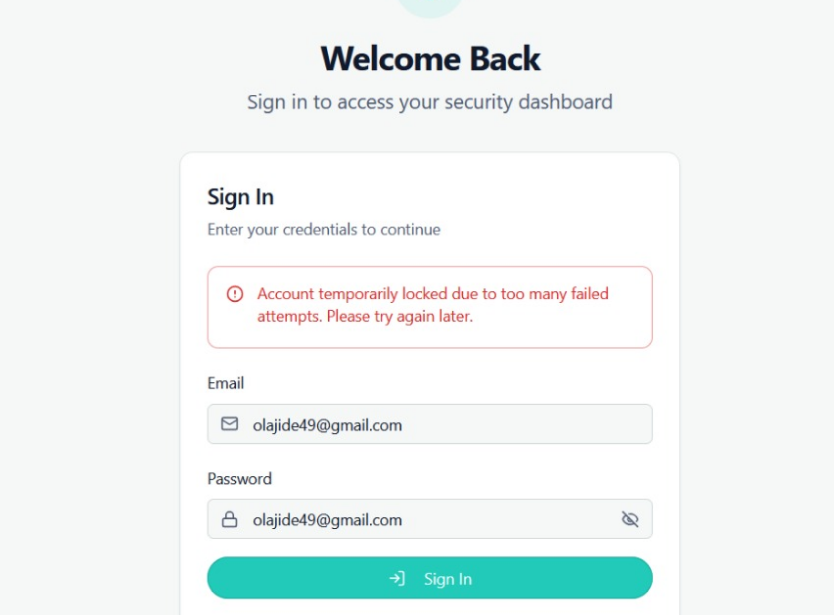 Welcome Back
Sign in to access your security dashboard
Sign In
Enter your credentials to continue
Account temporarily locked due to too many failed
attempts. Please try again later.
Email
olajide49@gmail.com
Password
olajide49@gmail.com
Sign In